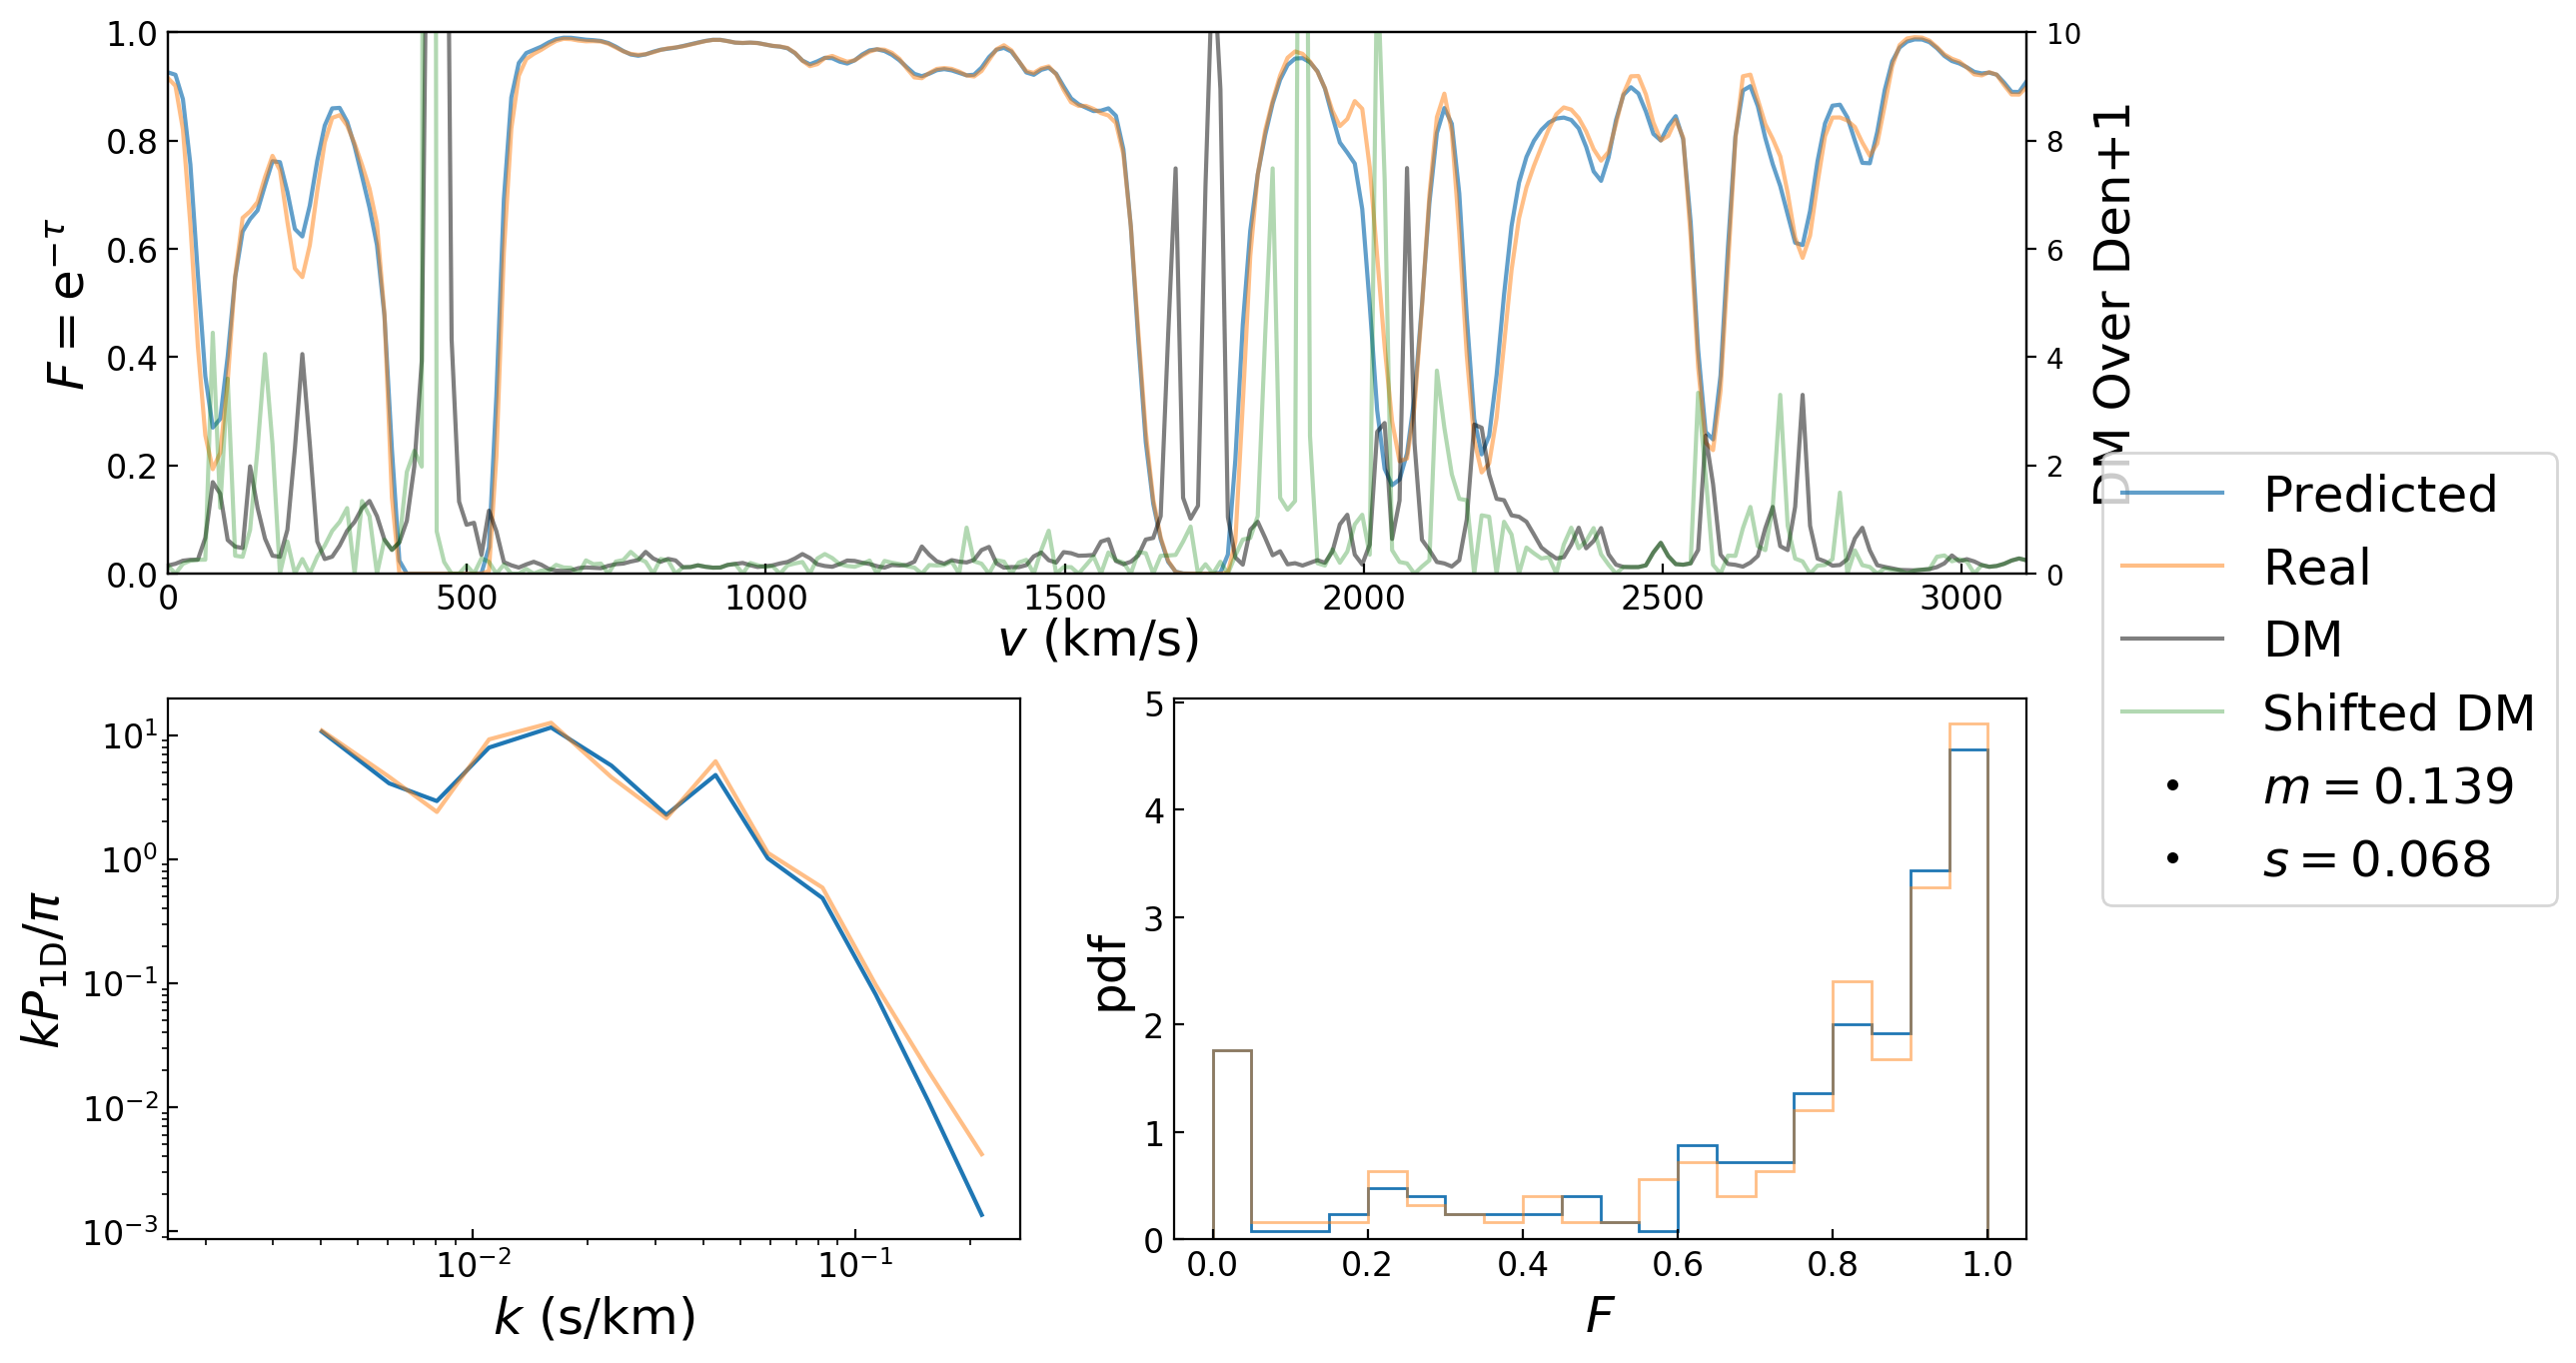 1.0
0.8
0.6
0.4
0.2
0.0
F = e^{−τ}
0 500 1000 1500 2000 2500 3000
v (km/s)
10
8
6
4
2
0
DM Over Den+1
Predicted
Real
DM
Shifted DM
m = 0.139
s = 0.068
10^1
10^0
10^{−1}
10^{−2}
10^{−3}
kP_{1D}/π
10^{−2} 10^{−1}
k (s/km)
5
4
3
2
1
0
pdf
0.0 0.2 0.4 0.6 0.8 1.0
F